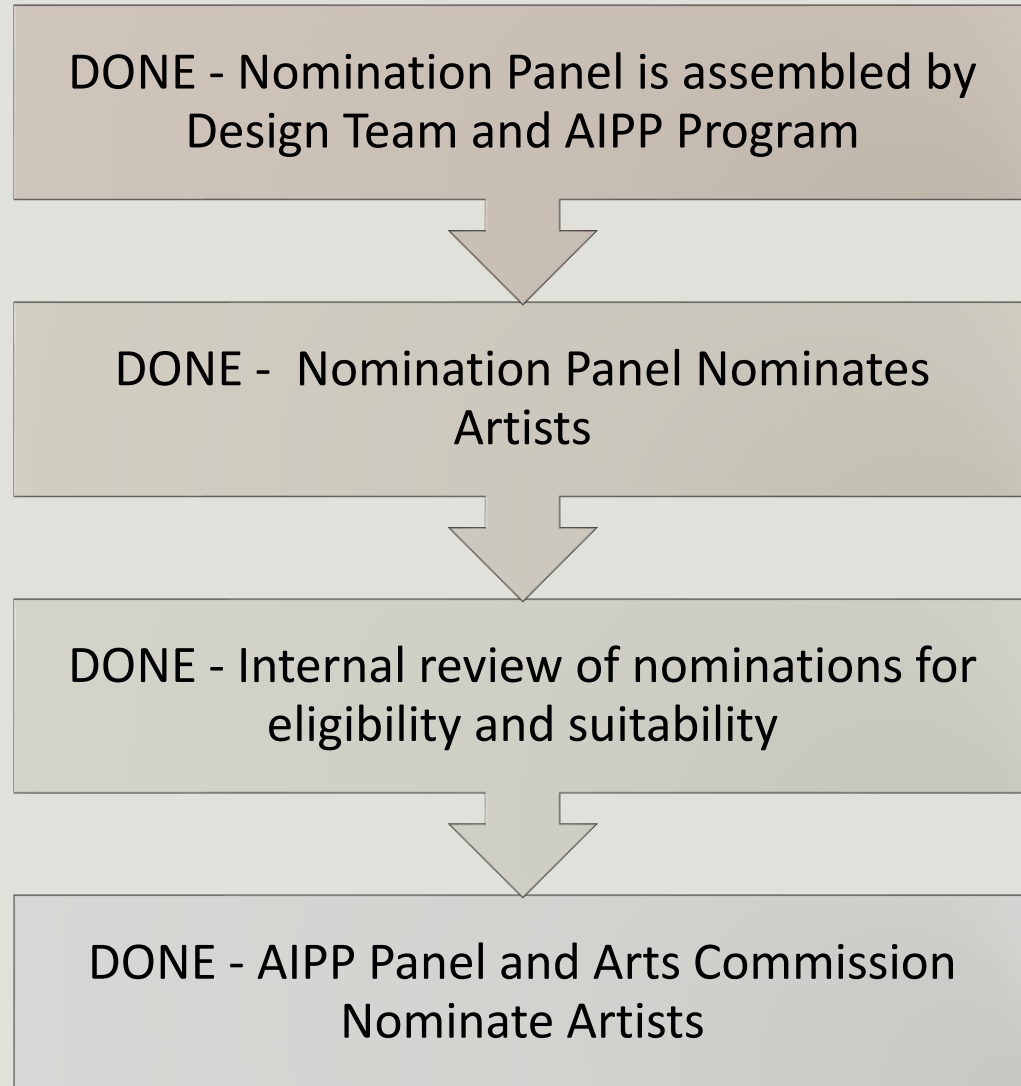 DONE - Nomination Panel is assembled by
Design Team and AIPP Program
DONE -  Nomination Panel Nominates
Artists
DONE - Internal review of nominations for
eligibility and suitability
DONE - AIPP Panel and Arts Commission
Nominate Artists